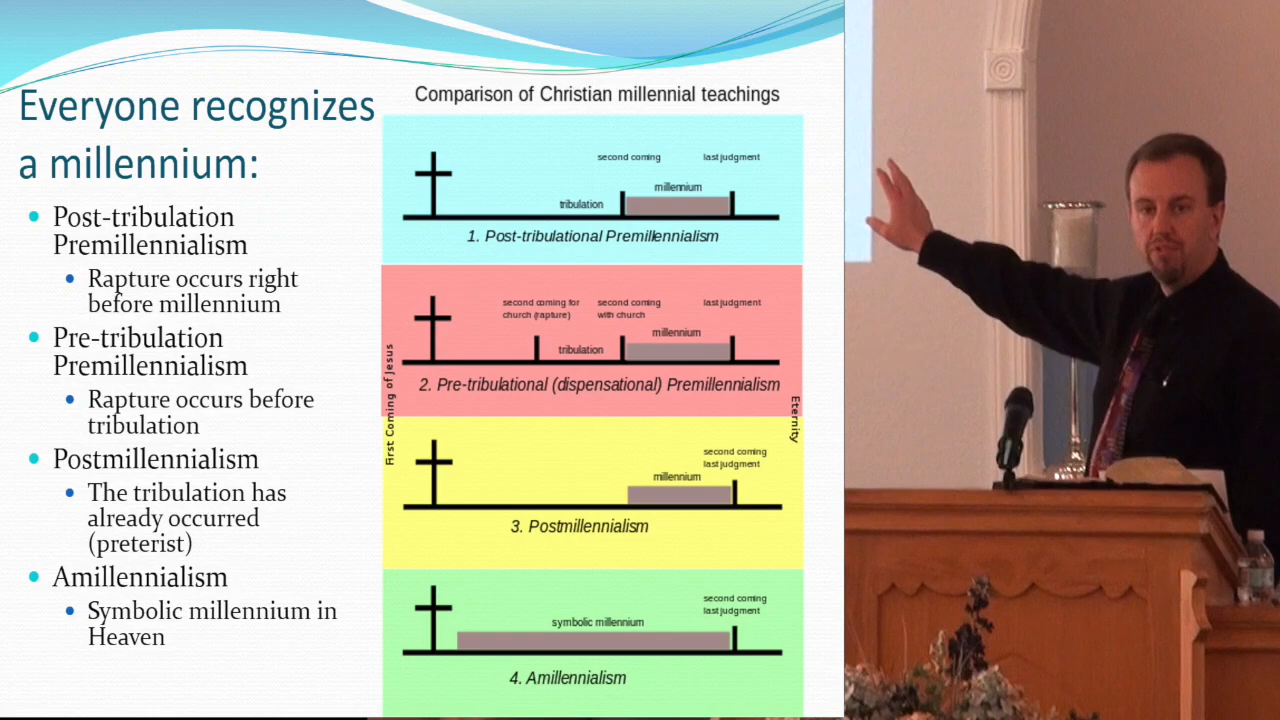 Everyone recognizes
a millennium:
Post-tribulation
Premillennialism
Rapture occurs right
before millennium
Pre-tribulation
Premillennialism
Rapture occurs before
tribulation
Postmillennialism
The tribulation has
already occurred
(preterist)
Amillennialism
Symbolic millennium in
Heaven
Comparison of Christian millennial teachings
second coming
last judgment
millennium
tribulation
1. Post-tribulational Premillennialism
second coming for
church (rapture)
second coming
with church
last judgment
millennium
tribulation
2. Pre-tribulational (dispensational) Premillennialism
First Coming of Jesus
Eternity
second coming
last judgment
millennium
3. Postmillennialism
second coming
last judgment
symbolic millennium
4. Amillennialism